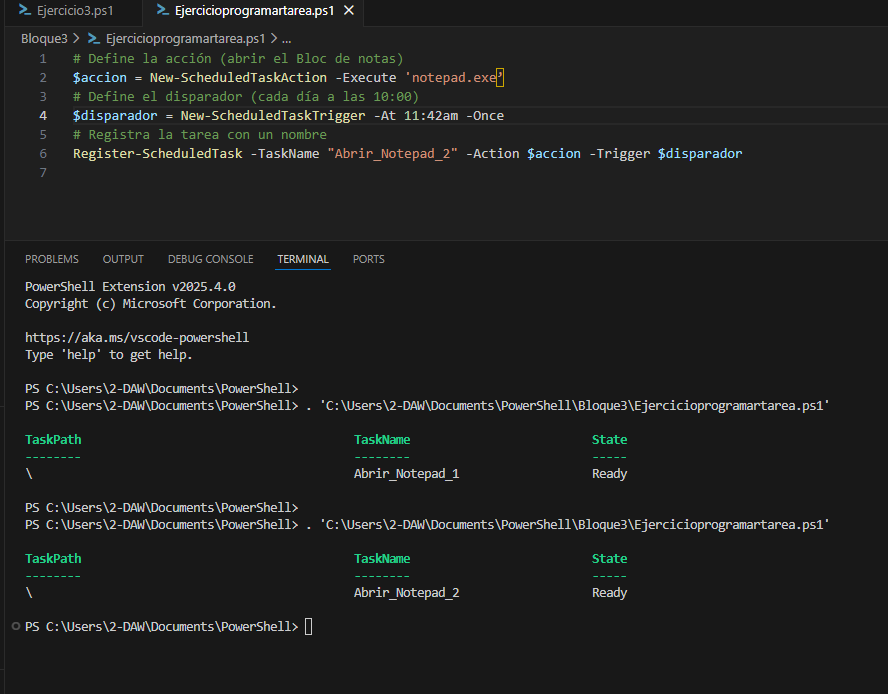 Ejercicio3.ps1 Ejercicioprogramartarea.ps1 ×
Bloque3 > Ejercicioprogramartarea.ps1 > ...
1 # Define la acción (abrir el Bloc de notas)
2 $accion = New-ScheduledTaskAction -Execute 'notepad.exe’
3 # Define el disparador (cada día a las 10:00)
4 $disparador = New-ScheduledTaskTrigger -At 11:42am -Once
5 # Registra la tarea con un nombre
6 Register-ScheduledTask -TaskName "Abrir_Notepad_2" -Action $accion -Trigger $disparador
7
PROBLEMS OUTPUT DEBUG CONSOLE TERMINAL PORTS
PowerShell Extension v2025.4.0
Copyright (c) Microsoft Corporation.
https://aka.ms/vscode-powershell
Type 'help' to get help.
PS C:\Users\2-DAW\Documents\PowerShell>
PS C:\Users\2-DAW\Documents\PowerShell> . 'C:\Users\2-DAW\Documents\PowerShell\Bloque3\Ejercicioprogramartarea.ps1'
TaskPath TaskName State
-------- -------- -----
\ Abrir_Notepad_1 Ready
PS C:\Users\2-DAW\Documents\PowerShell>
PS C:\Users\2-DAW\Documents\PowerShell> . 'C:\Users\2-DAW\Documents\PowerShell\Bloque3\Ejercicioprogramartarea.ps1'
TaskPath TaskName State
-------- -------- -----
\ Abrir_Notepad_2 Ready
PS C:\Users\2-DAW\Documents\PowerShell>